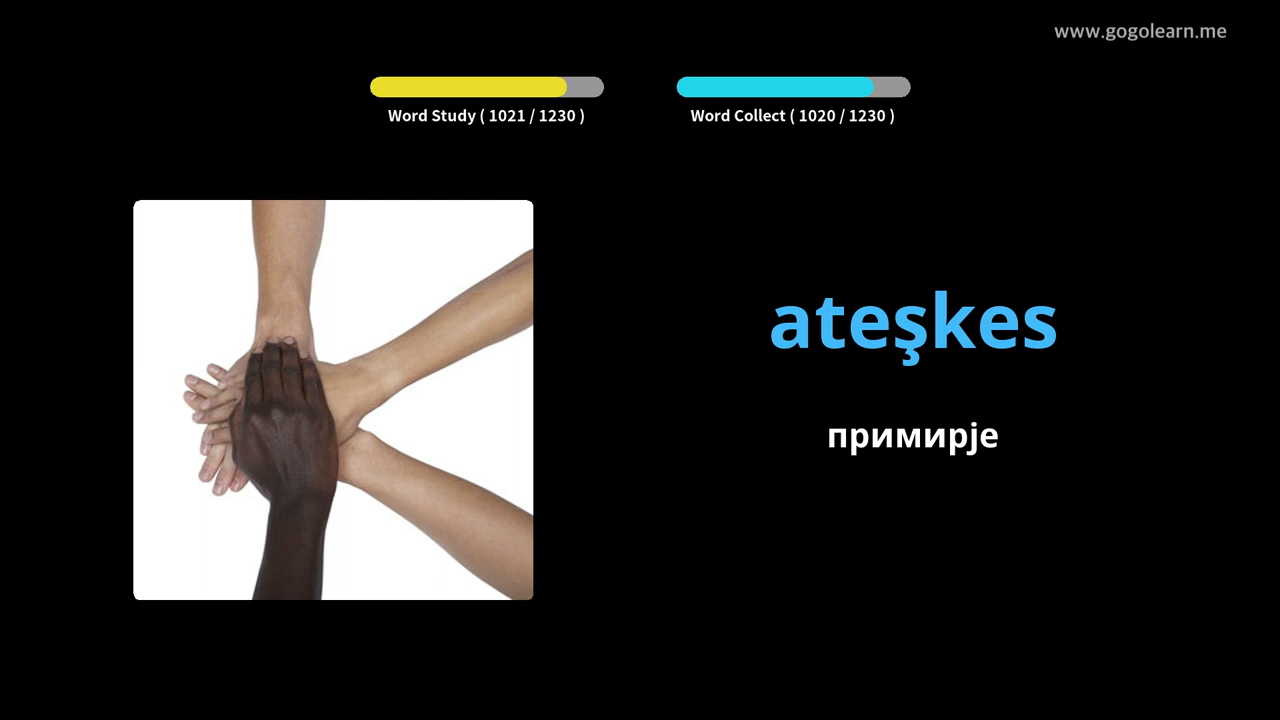 www.gogolearn.me
Word Study ( 1021 / 1230 )
Word Collect ( 1020 / 1230 )
ateşkes
примирје